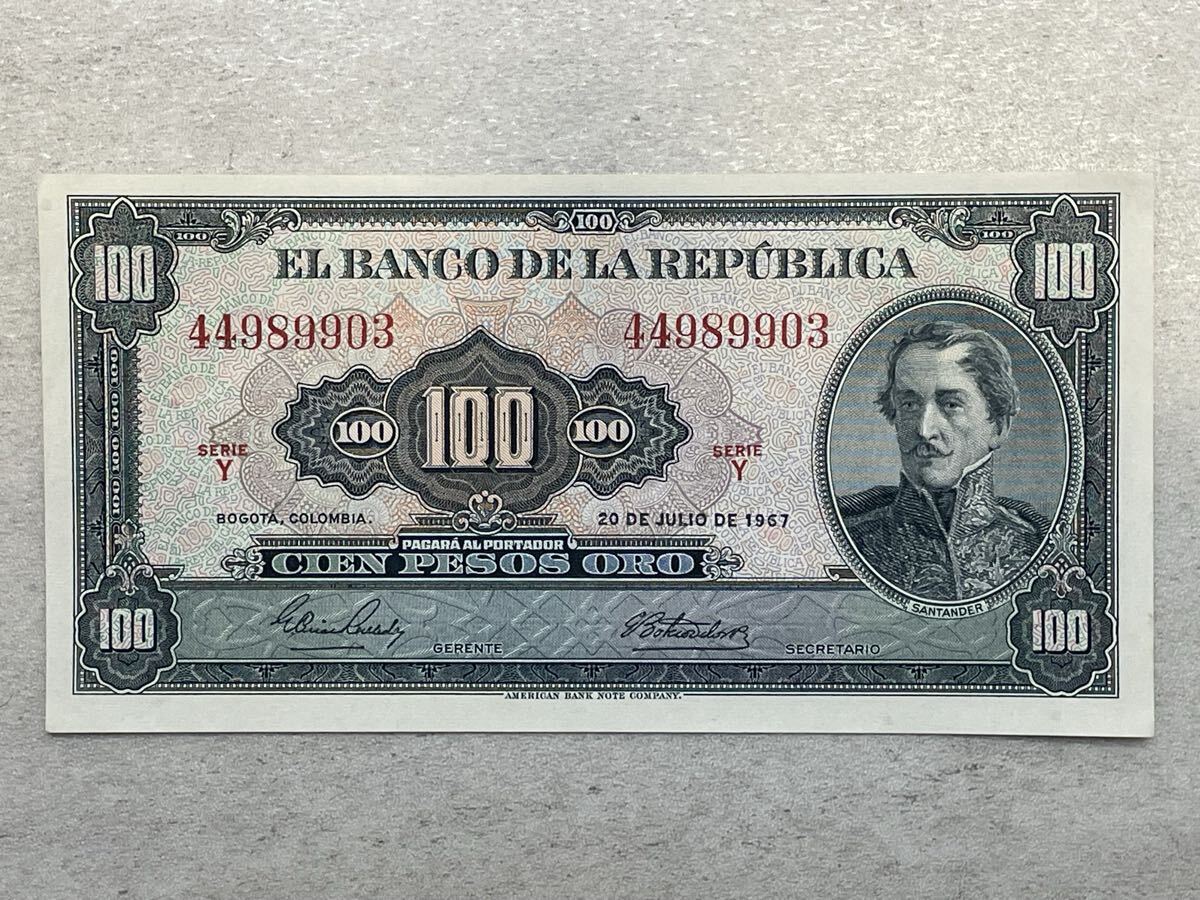 100
100 100
100 EL BANCO DE LA REPÚBLICA 100
44989903 44989903
100 100 100
SERIE SERIE
Y Y
BOGOTÁ, COLOMBIA. 20 DE JULIO DE 1967
PAGARÁ AL PORTADOR
CIEN PESOS ORO
SANTANDER
100 100
GERENTE SECRETARIO
AMERICAN BANK NOTE COMPANY.